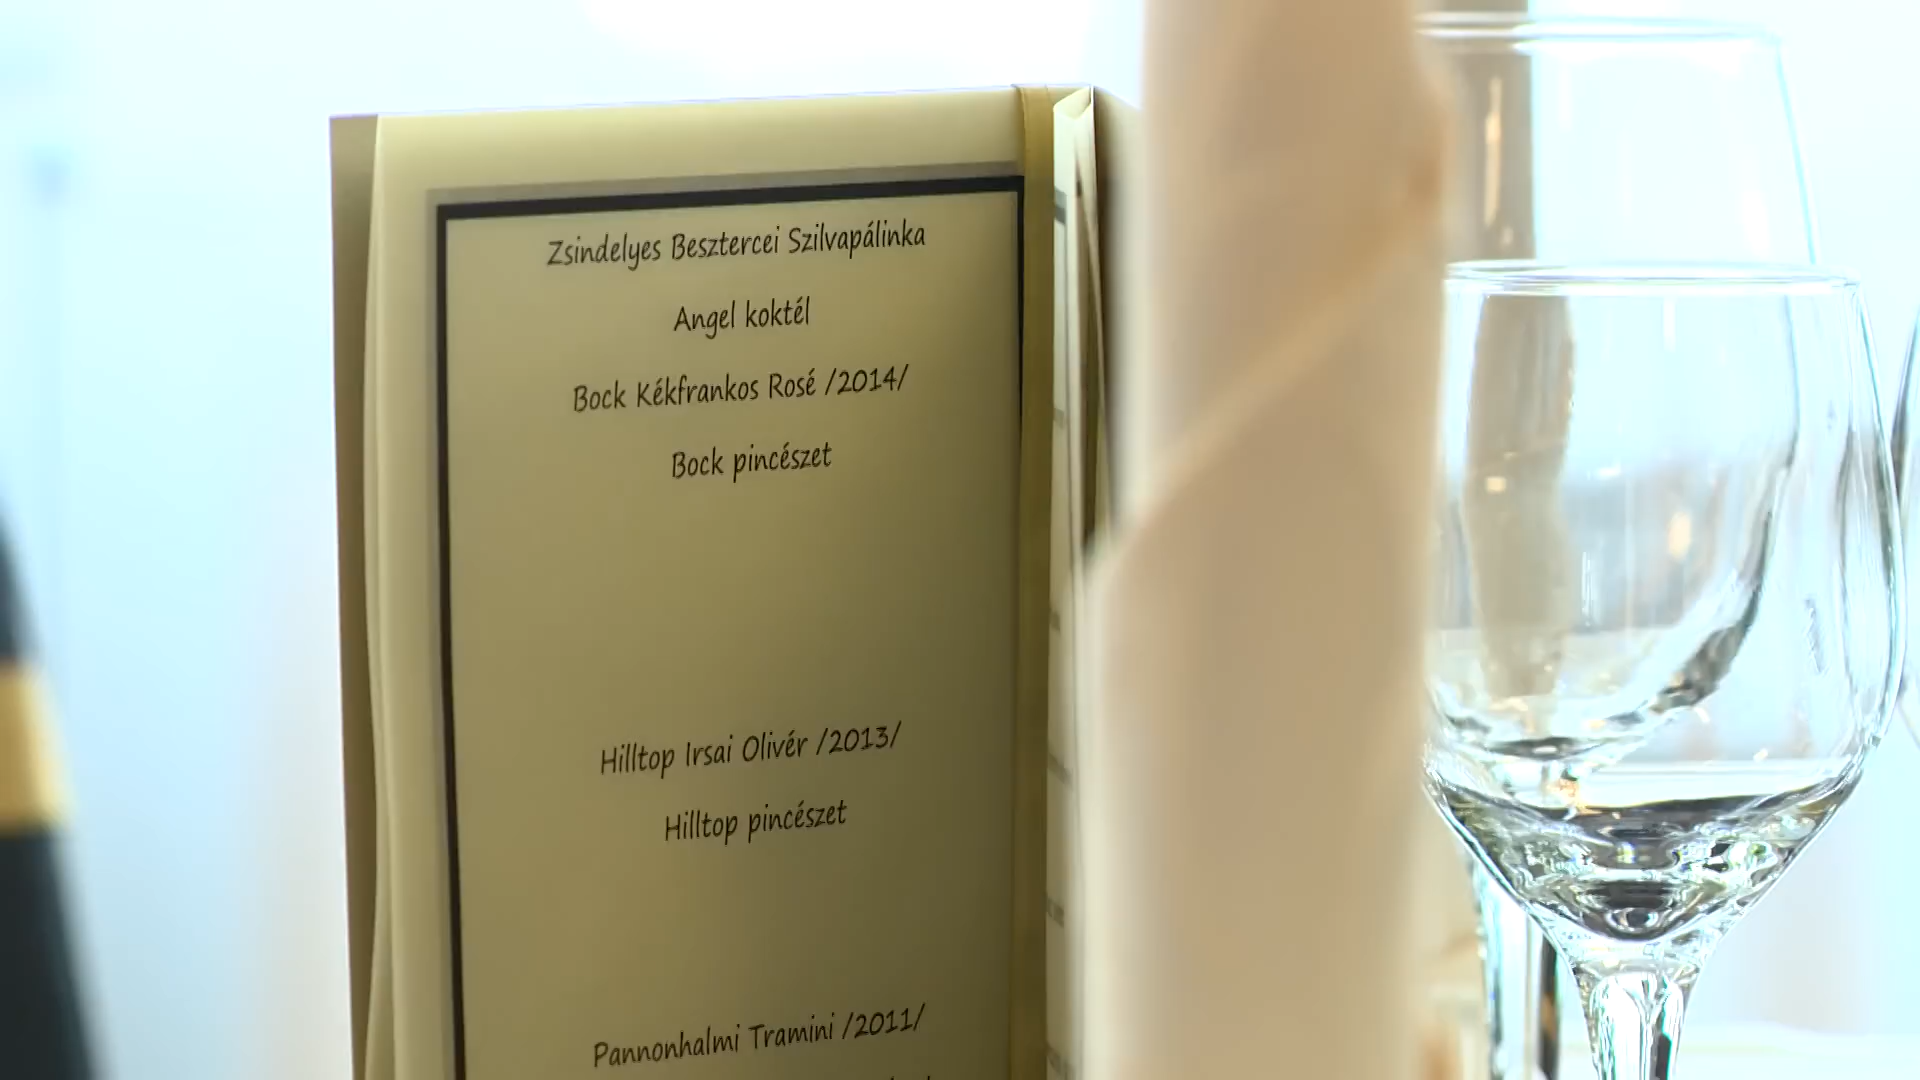 Zsindelyes Besztercei Szilvapálinka
Angel koktél
Bock Kékfrankos Rosé /2014/
Bock pincészet
Hilltop Irsai Olivér /2013/
Hilltop pincészet
Pannonhalmi Tramini /2011/